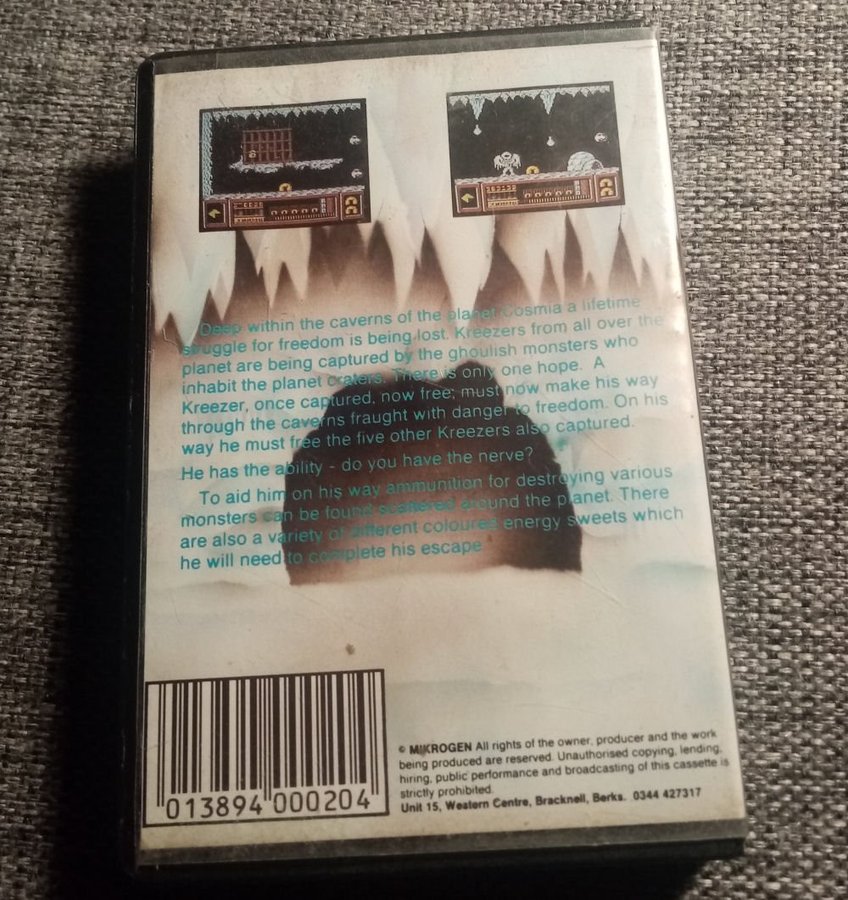 Deep within the caverns of the planet Cosmia a lifetime
struggle for freedom is being lost. Kreezers from all over the
planet are being captured by the ghoulish monsters who
inhabit the planet craters. There is only one hope. A
Kreezer, once captured, now free; must now make his way
through the caverns fraught with danger to freedom. On his
way he must free the five other Kreezers also captured.
He has the ability - do you have the nerve?
To aid him on his way ammunition for destroying various
monsters can be found scattered around the planet. There
are also a variety of different coloured energy sweets which
he will need to complete his escape
013894 000204
© MIKROGEN All rights of the owner, producer and the work
being produced are reserved. Unauthorised copying, lending,
hiring, public performance and broadcasting of this cassette is
strictly prohibited.
Unit 15, Western Centre, Bracknell, Berks. 0344 427317